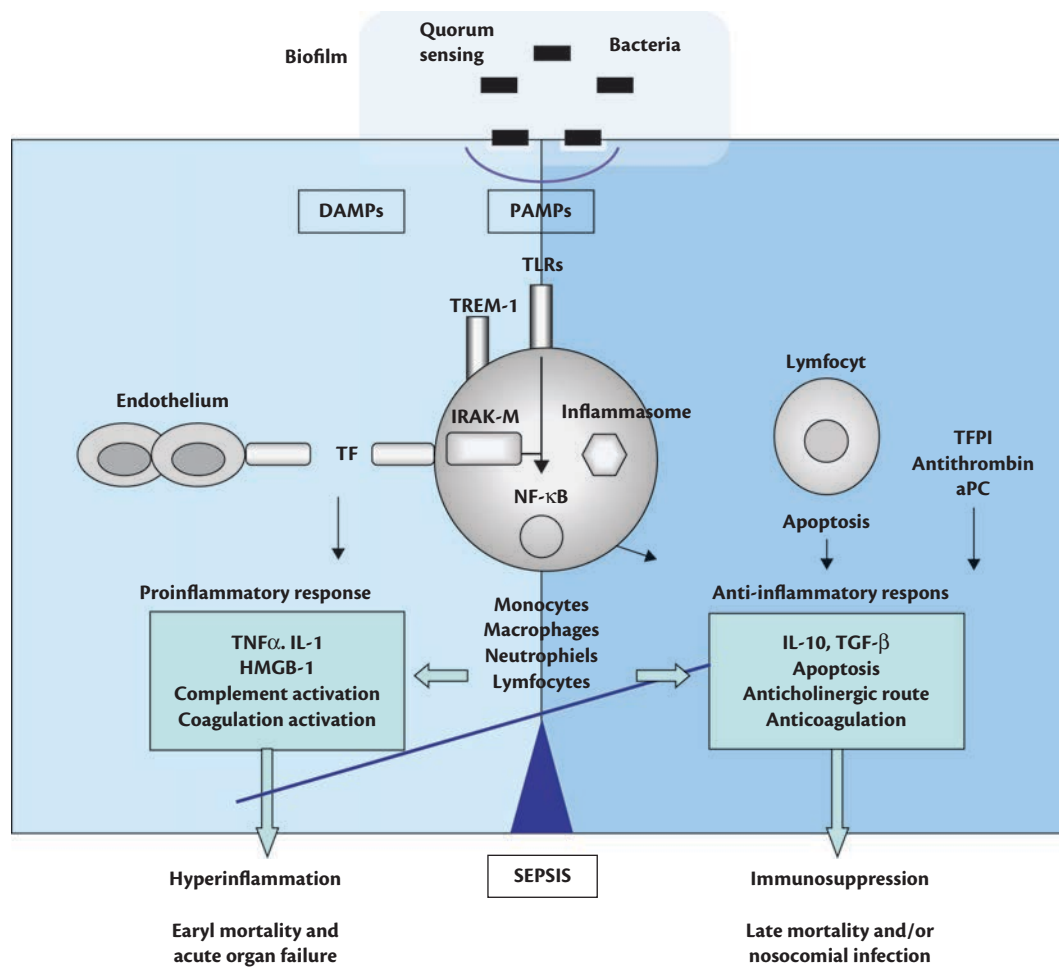 Biofilm
Quorum
sensing
Bacteria
DAMPs
PAMPs
TLRs
TREM-1
Lymfocyt
Endothelium
IRAK-M
Inflammasome
TF
TFPI
Antithrombin
aPC
NF-κB
Apoptosis
Proinflammatory response
Anti-inflammatory respons
Monocytes
Macrophages
Neutrophiels
Lymfocytes
TNFα. IL-1
HMGB-1
Complement activation
Coagulation activation
IL-10, TGF-β
Apoptosis
Anticholinergic route
Anticoagulation
Hyperinflammation
SEPSIS
Immunosuppression
Earyl mortality and
acute organ failure
Late mortality and/or
nosocomial infection